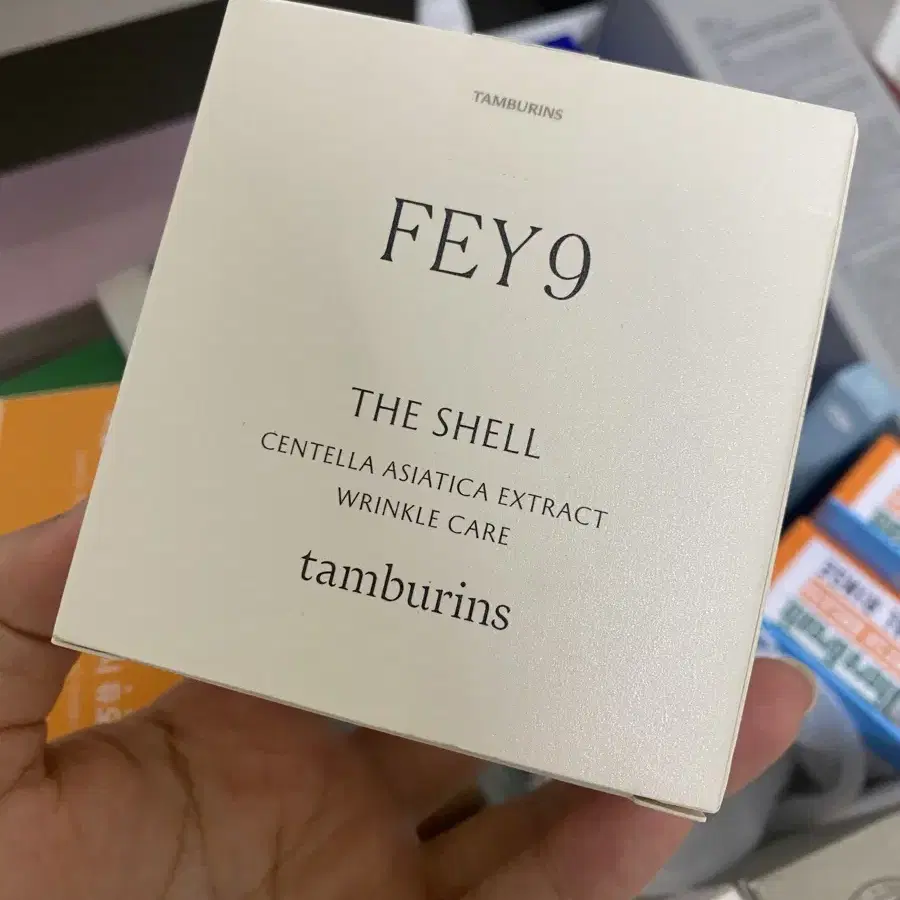 TAMBURINS
FEY9
THE SHELL
CENTELLA ASIATICA EXTRACT
WRINKLE CARE
tamburins